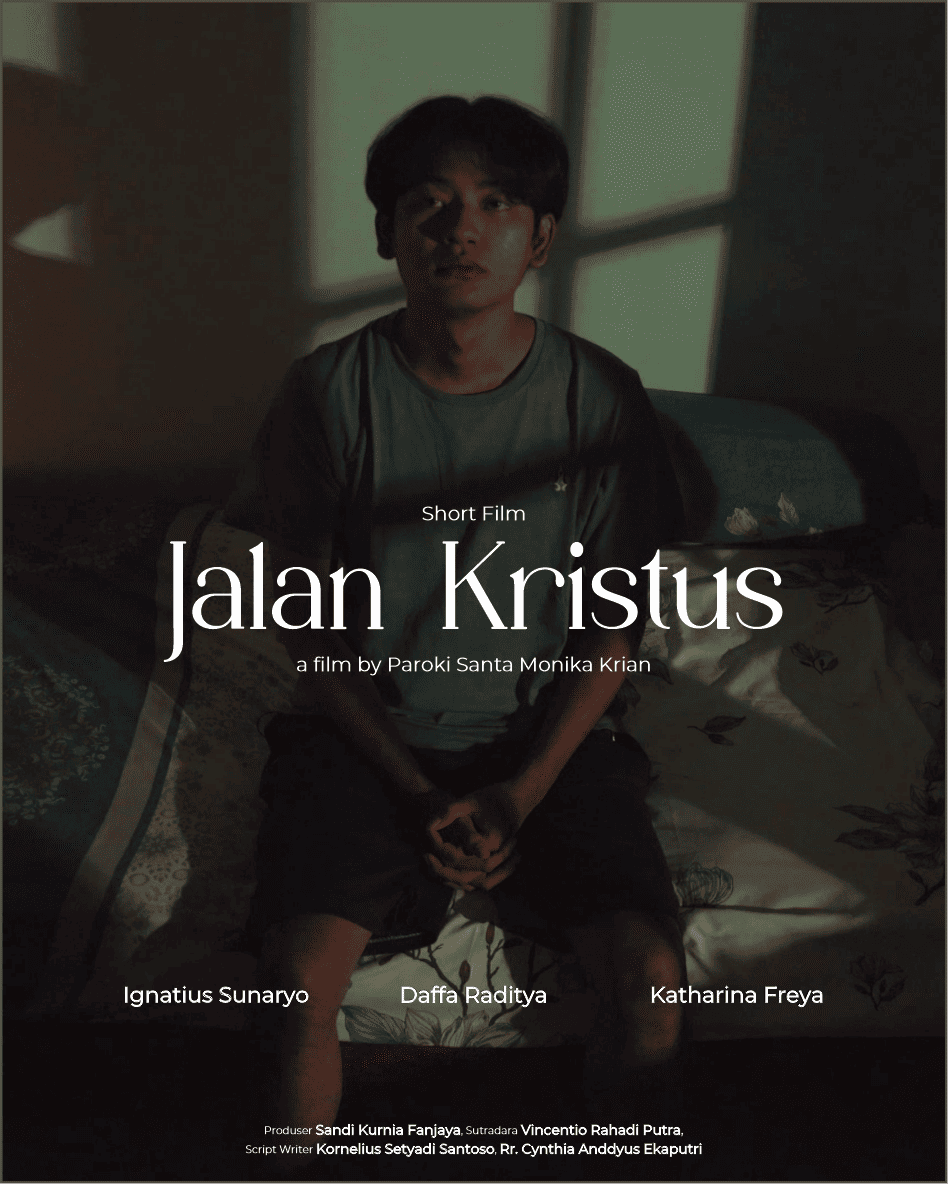 Short Film
Jalan Kristus
a film by Paroki Santa Monika Krian
Ignatius Sunaryo Daffa Raditya Katharina Freya
Produser Sandi Kurnia Fanjaya, Sutradara Vincentio Rahadi Putra,
Script Writer Kornelius Setyadi Santoso, Rr. Cynthia Anddyus Ekaputri